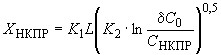 X_НКПР = K_1 L (K_2 · ln δC_0 / C_НКПР)^0,5